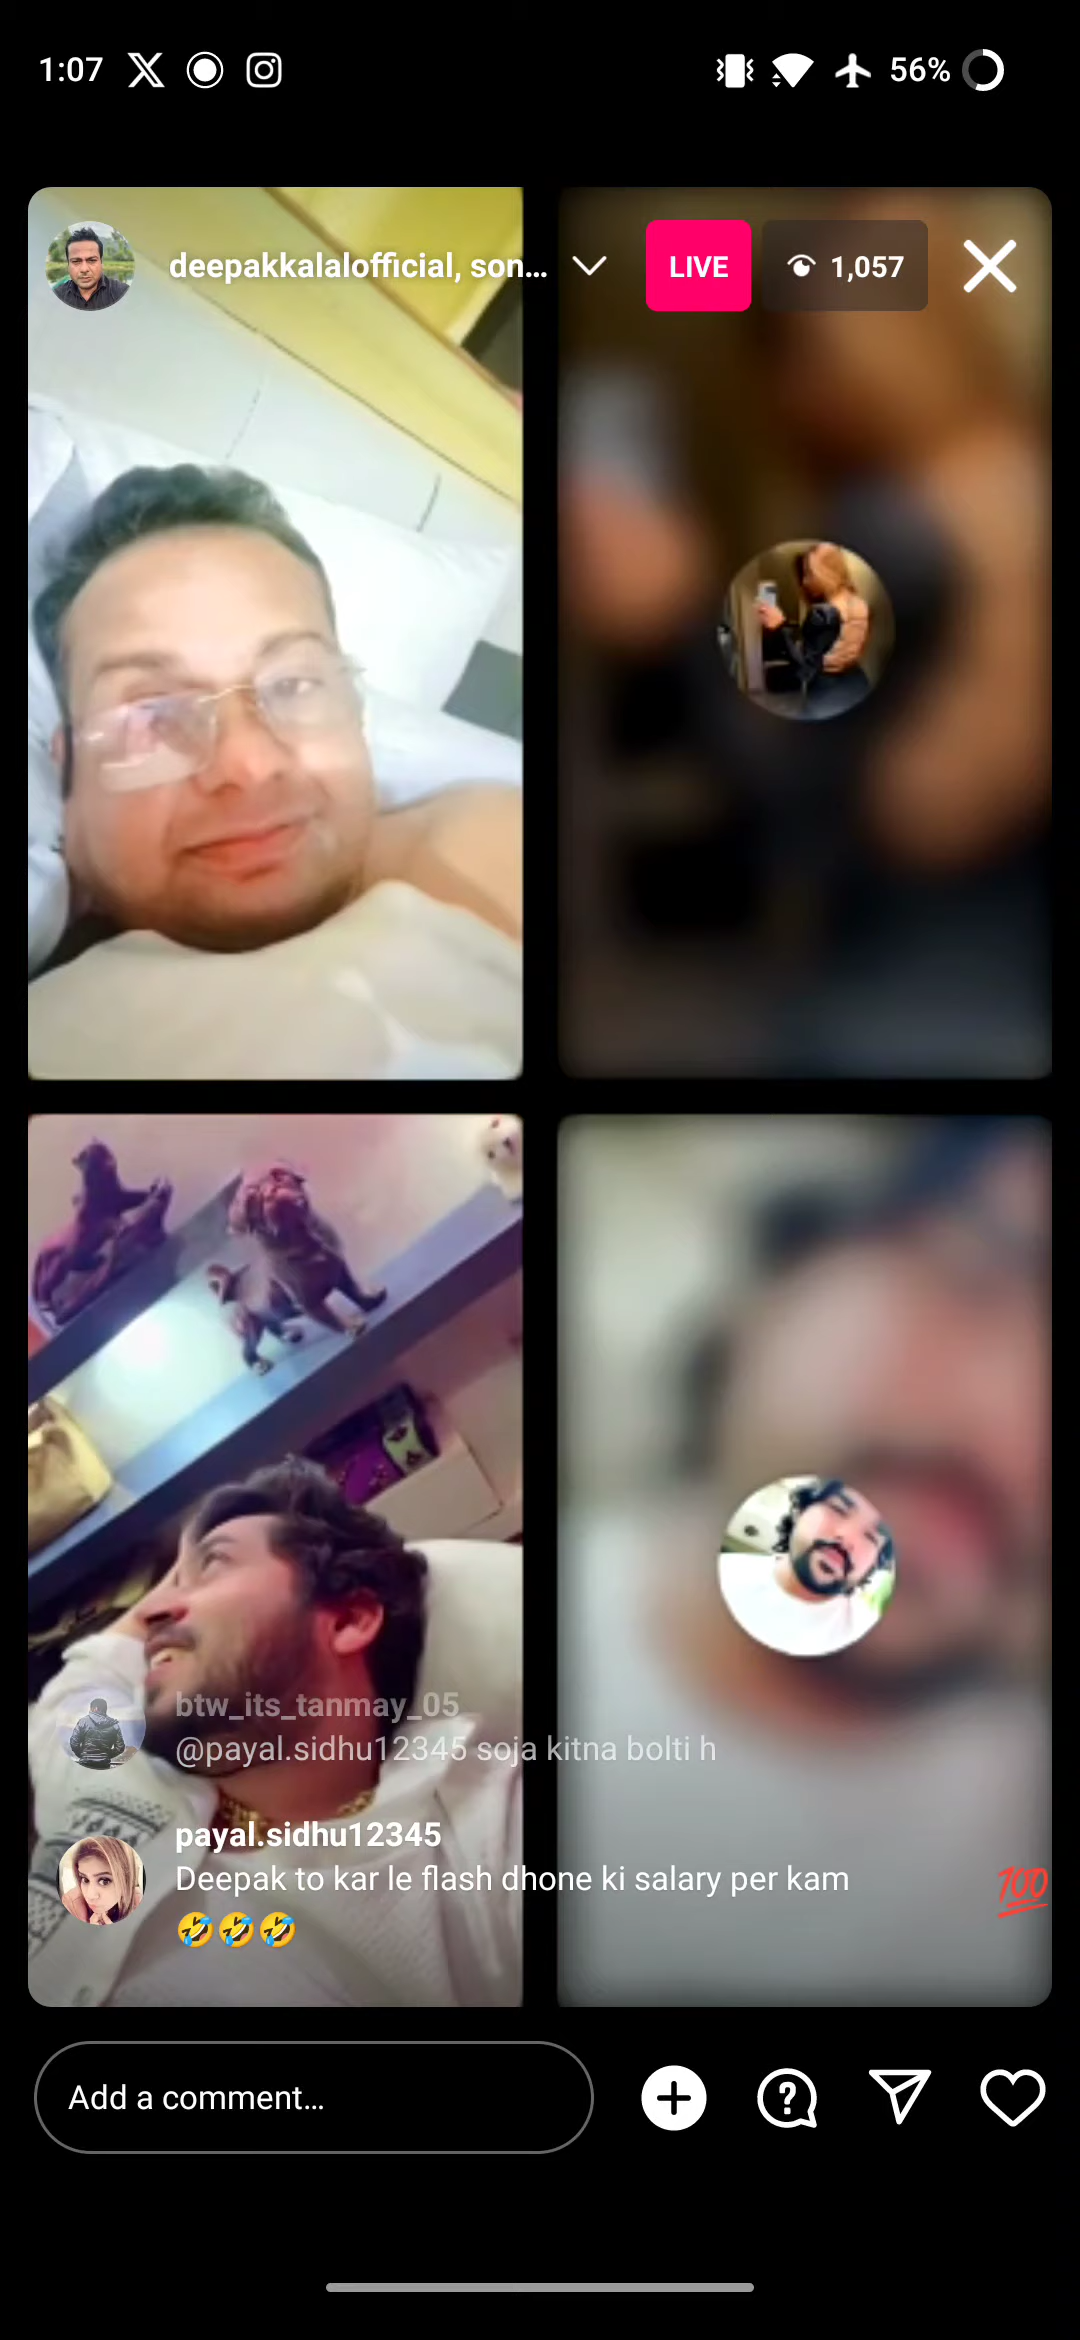 1:07
56%
deepakkalalofficial, son...
LIVE
1,057
btw_its_tanmay_05
@payal.sidhu12345 soja kitna bolti h
payal.sidhu12345
Deepak to kar le flash dhone ki salary per kam
🤣🤣🤣
💯
Add a comment...